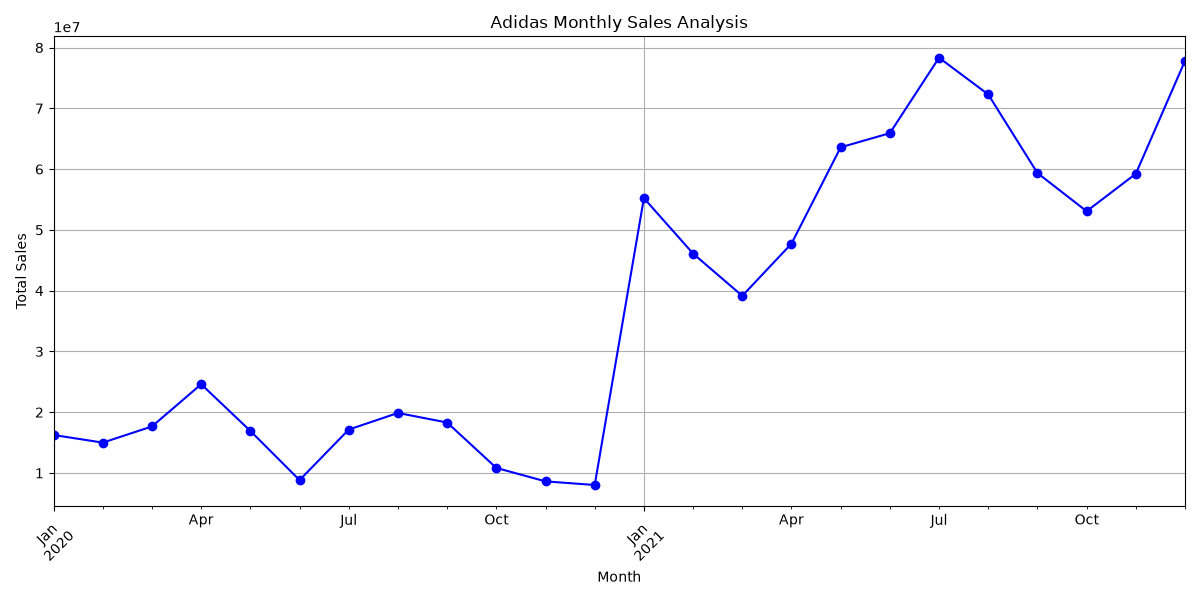 Adidas Monthly Sales Analysis
1e7
8
7
6
5
4
3
2
1
Total Sales
Jan
2020
Apr
Jul
Oct
Jan
2021
Apr
Jul
Oct
Month